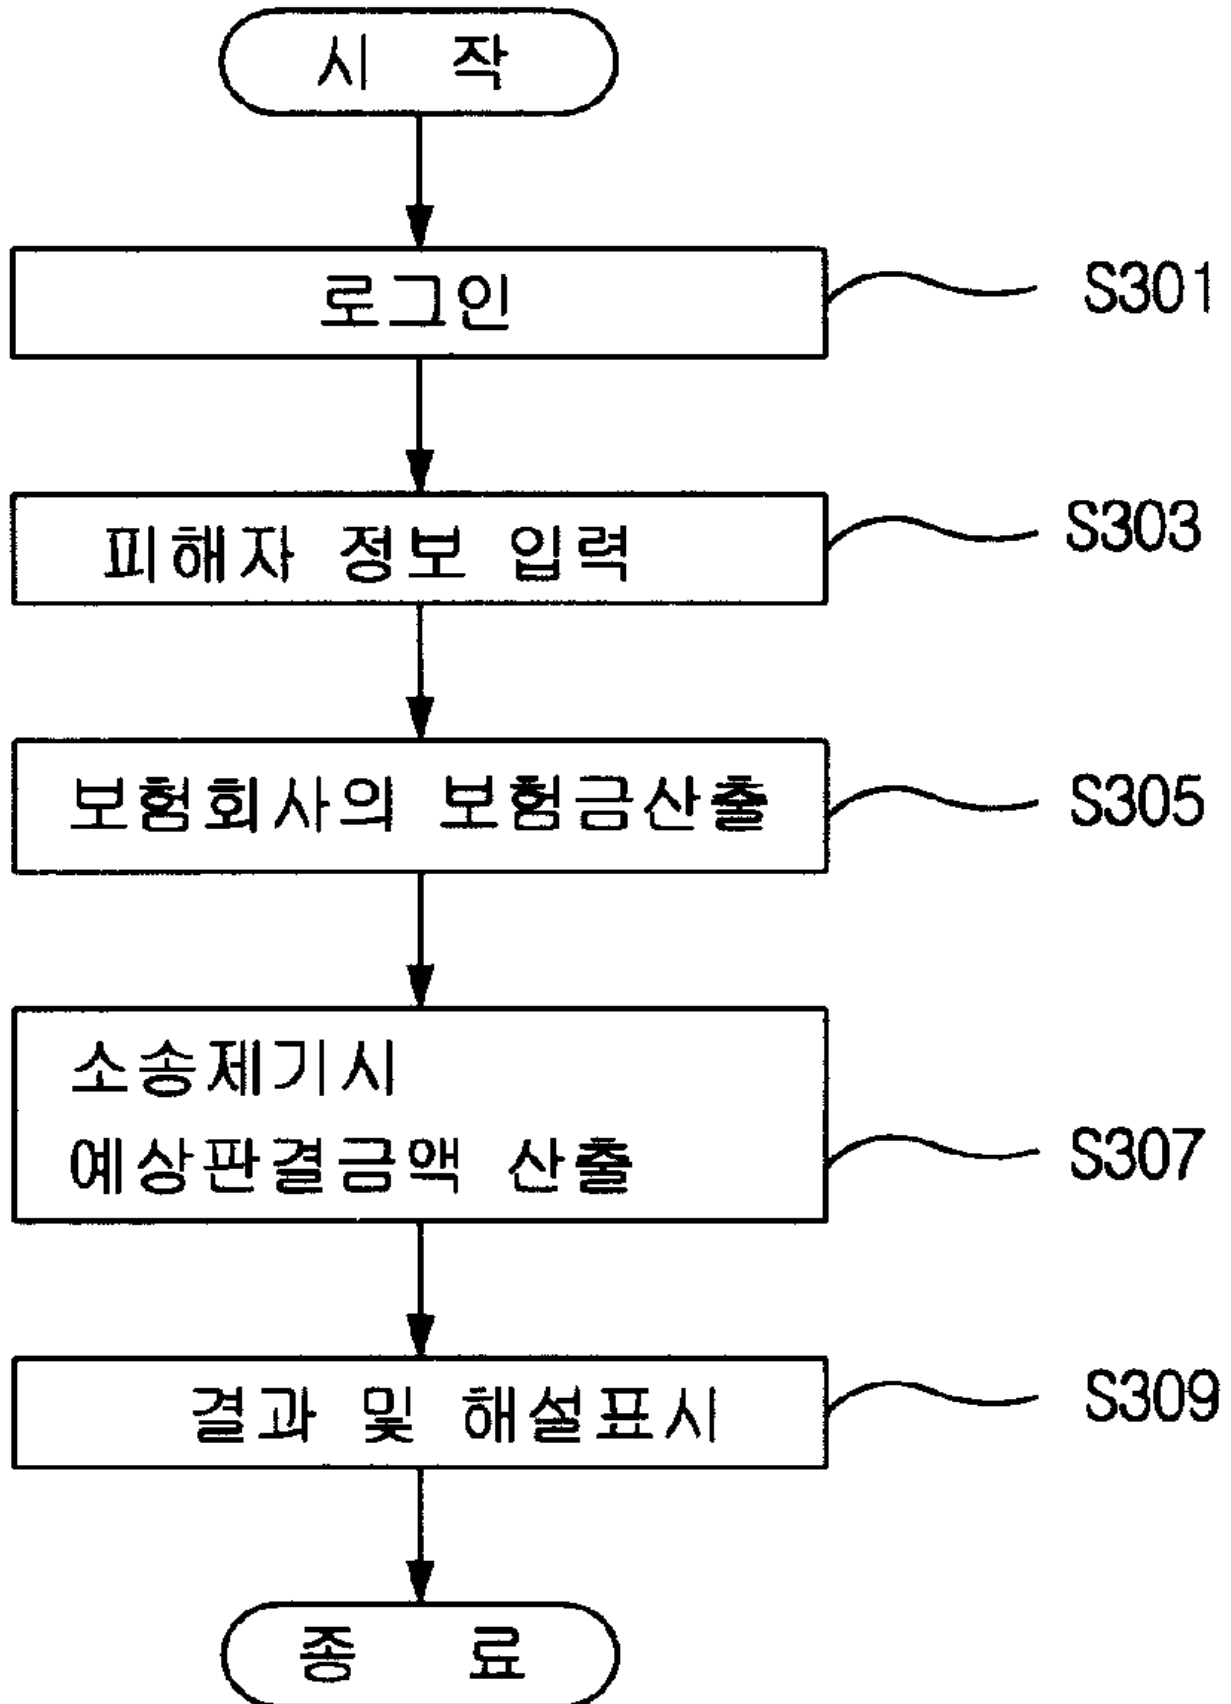 시 작
로그인
S301
피해자 정보 입력
S303
보험회사의 보험금산출
S305
소송제기시
예상판결금액 산출
S307
결과 및 해설표시
S309
종 료